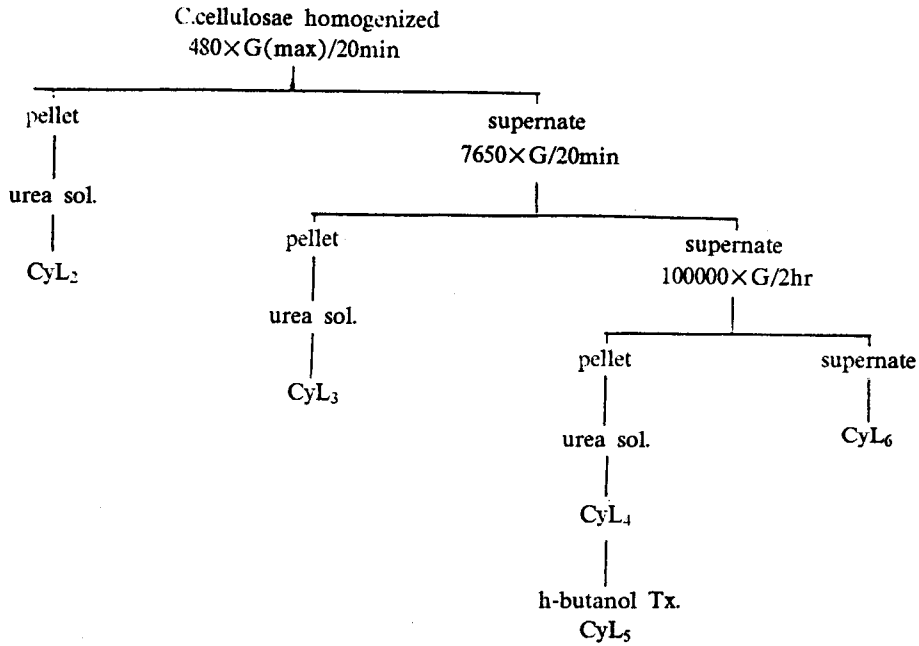 C.cellulosae homogenized
480×G(max)/20min
pellet
supernate
7650×G/20min
urea sol.
CyL₂
pellet
supernate
100000×G/2hr
urea sol.
CyL₃
pellet
supernate
urea sol.
CyL₆
CyL₄
h-butanol Tx.
CyL₅